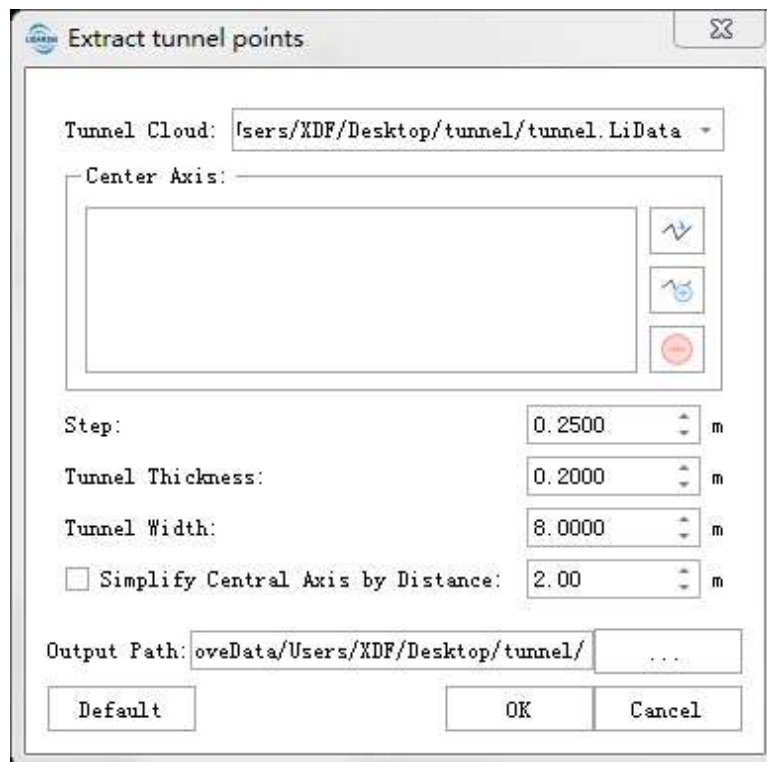 Extract tunnel points
Tunnel Cloud: sers/XDF/Desktop/tunnel/tunnel.LiData
Center Axis:
Step: 0.2500 m
Tunnel Thickness: 0.2000 m
Tunnel Width: 8.0000 m
Simplify Central Axis by Distance: 2.00 m
Output Path: oveData/Users/XDF/Desktop/tunnel/ ...
Default OK Cancel